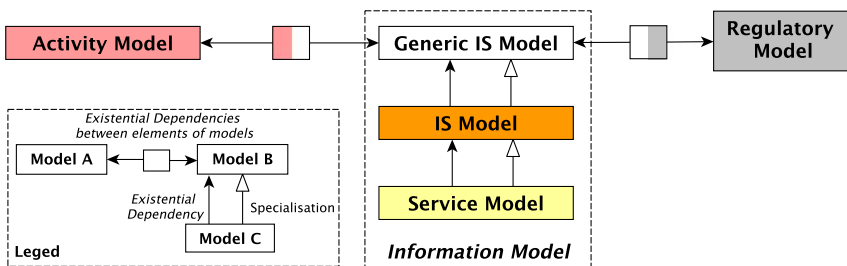 Activity Model
Generic IS Model
Regulatory
Model
IS Model
Service Model
Information Model
Existential Dependencies
between elements of models
Model A
Model B
Existential
Dependency
Specialisation
Model C
Leged